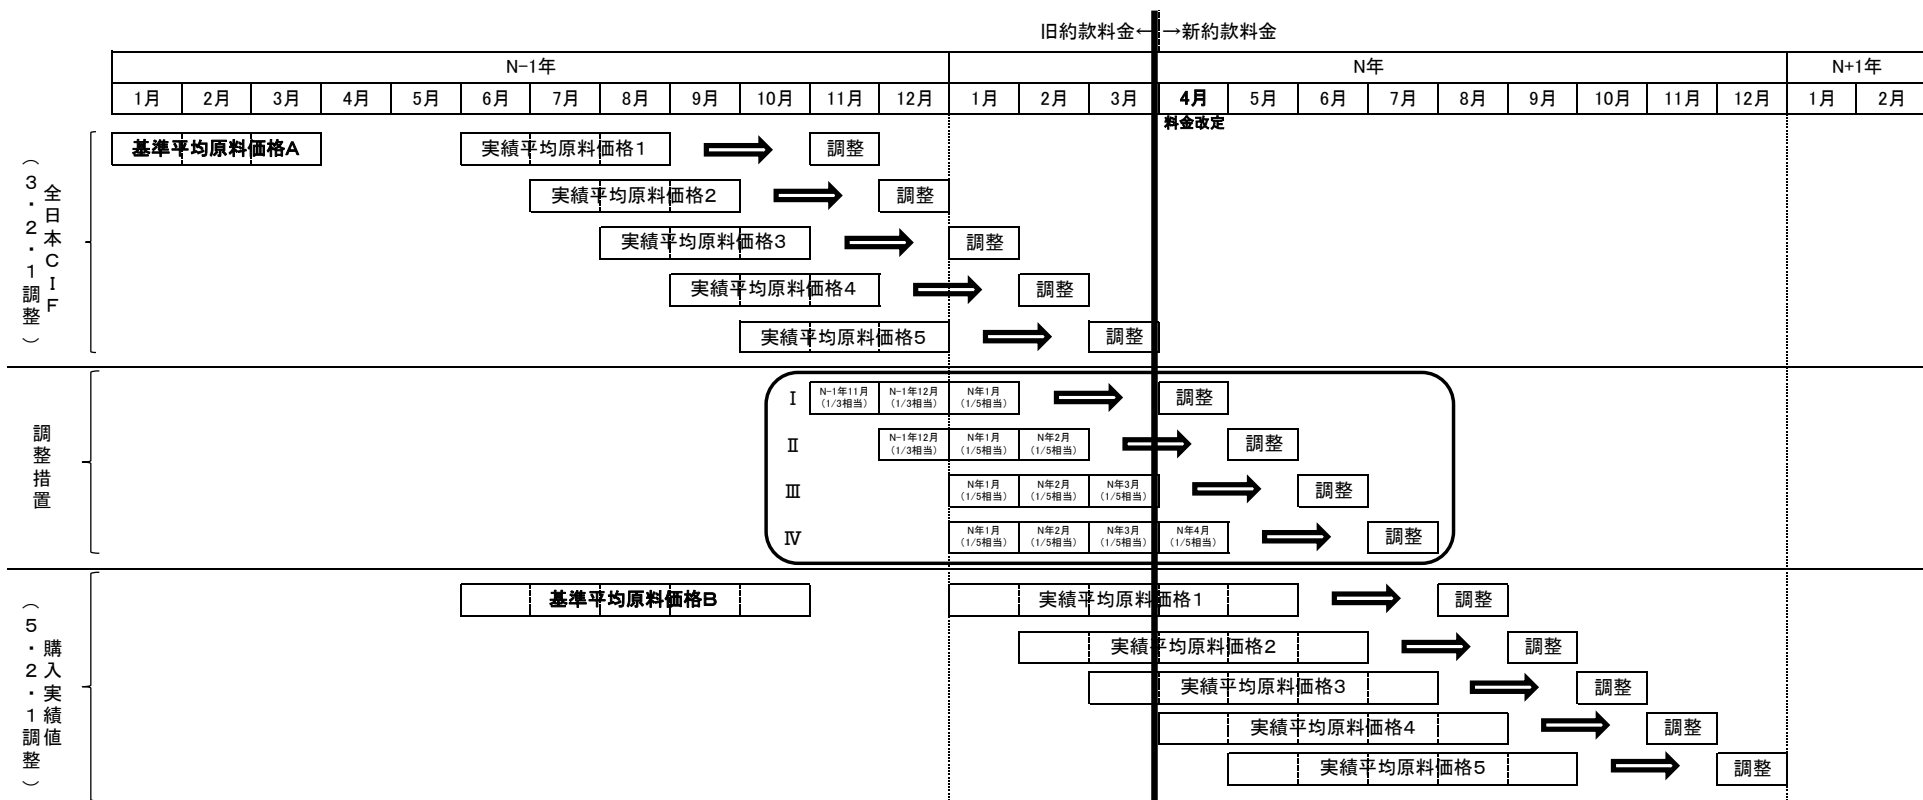 旧約款料金←→新約款料金
N-1年 N年 N+1年
1月 2月 3月 4月 5月 6月 7月 8月 9月 10月 11月 12月 1月 2月 3月 4月 5月 6月 7月 8月 9月 10月 11月 12月 1月 2月
料金改定
全日本CIF
（3・2・1調整）
基準平均原料価格A 実績平均原料価格1 調整
実績平均原料価格2 調整
実績平均原料価格3 調整
実績平均原料価格4 調整
実績平均原料価格5 調整
調整措置
Ⅰ N-1年11月 N-1年12月 N年1月 調整
(1/3相当) (1/3相当) (1/5相当)
Ⅱ N-1年12月 N年1月 N年2月 調整
(1/3相当) (1/5相当) (1/5相当)
Ⅲ N年1月 N年2月 N年3月 調整
(1/5相当) (1/5相当) (1/5相当)
Ⅳ N年1月 N年2月 N年3月 N年4月 調整
(1/5相当) (1/5相当) (1/5相当) (1/5相当)
購入実績値
（5・2・1調整）
基準平均原料価格B 実績平均原料価格1 調整
実績平均原料価格2 調整
実績平均原料価格3 調整
実績平均原料価格4 調整
実績平均原料価格5 調整